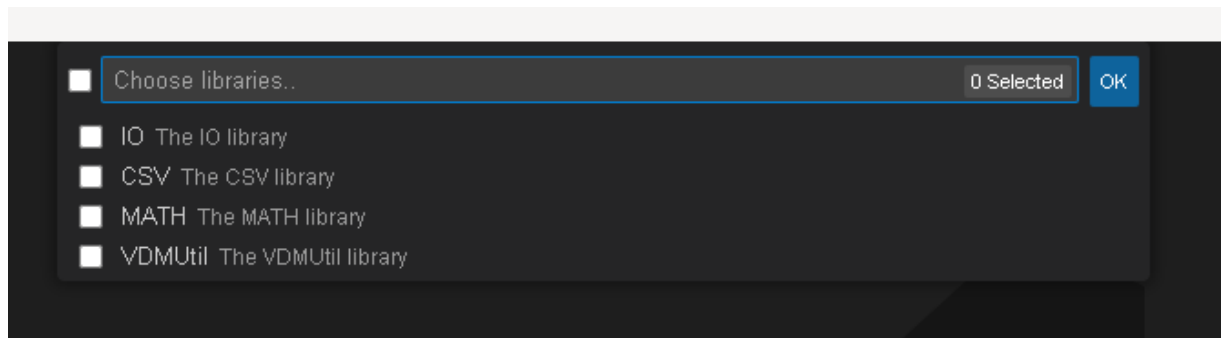 Choose libraries.. 0 Selected OK
IO The IO library
CSV The CSV library
MATH The MATH library
VDMUtil The VDMUtil library